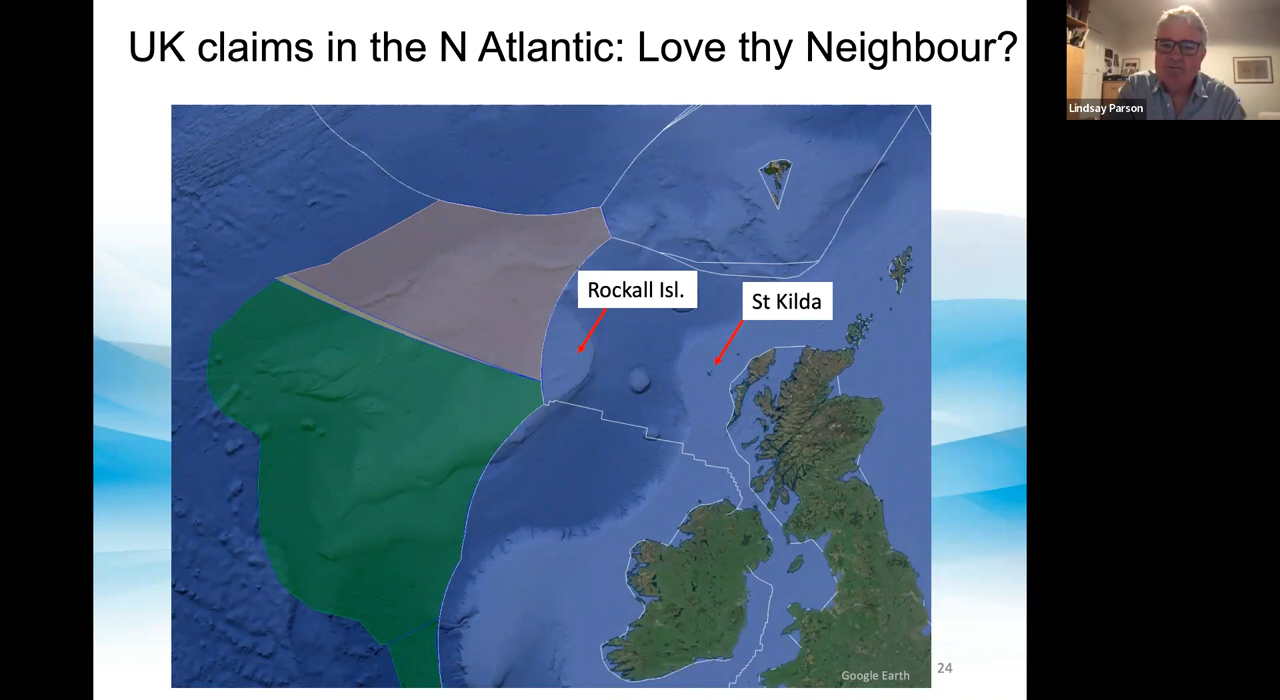 UK claims in the N Atlantic: Love thy Neighbour?
Lindsay Parson
Rockall Isl.
St Kilda
Google Earth
24